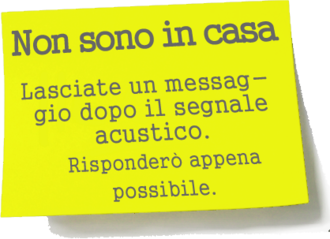 Non sono in casa
Lasciate un messag-
gio dopo il segnale
acustico.
Risponderò appena
possibile.